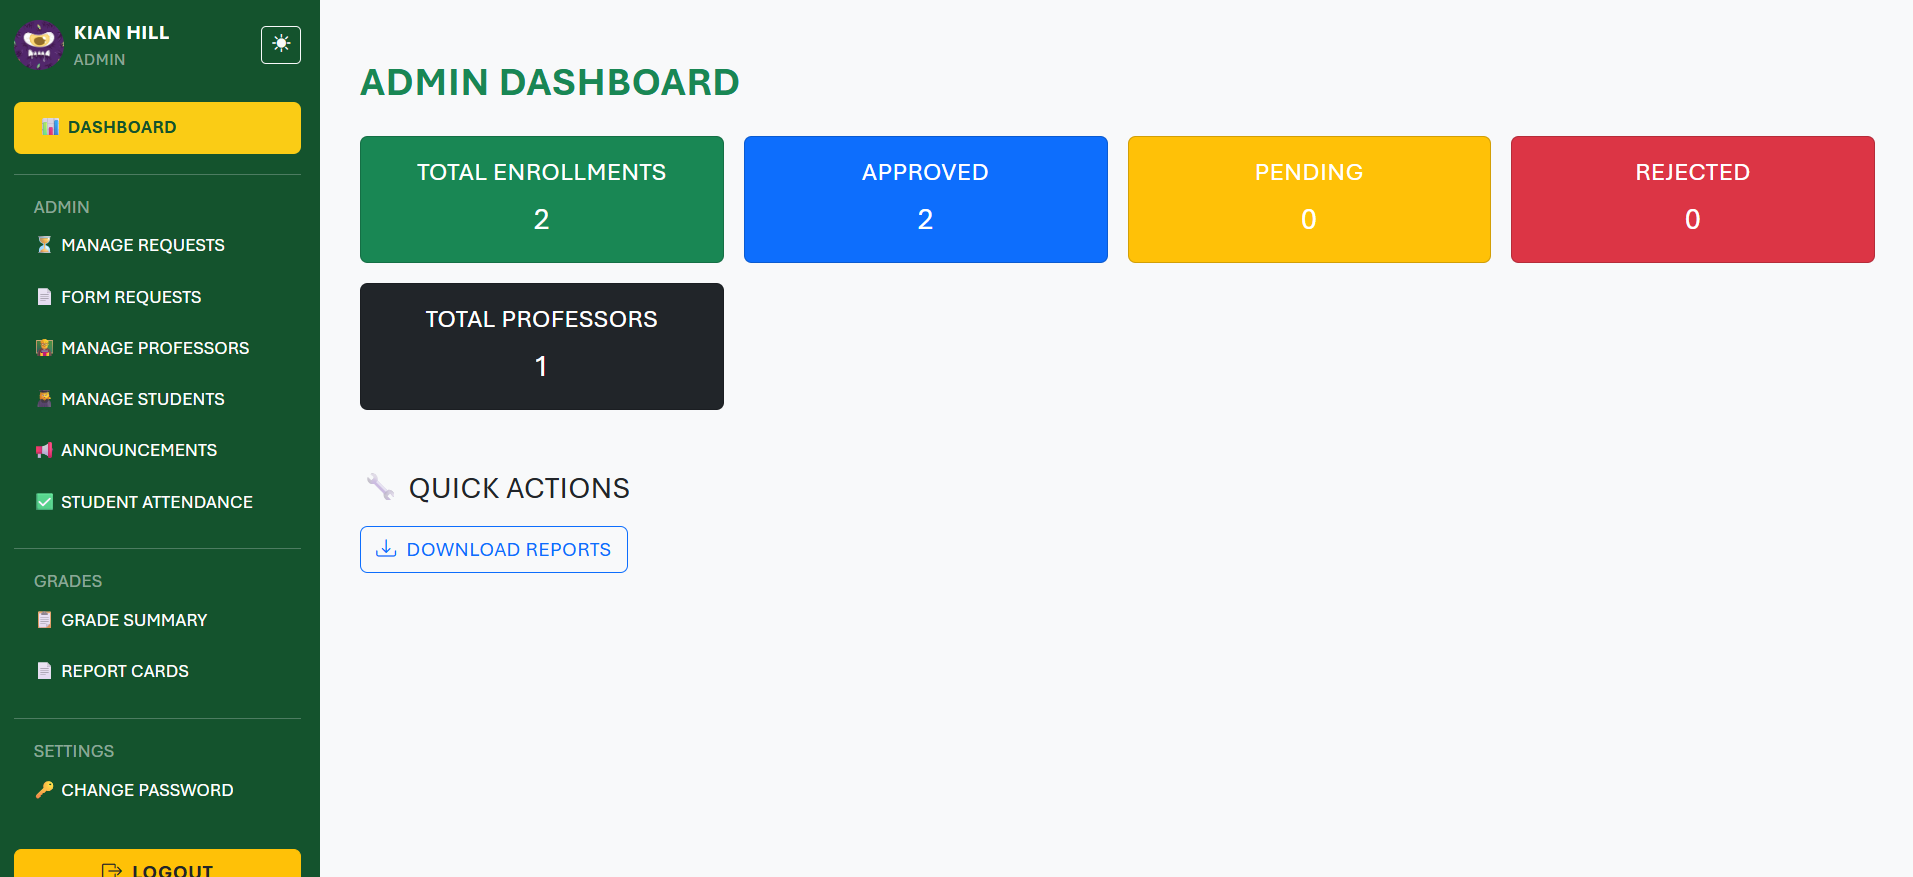 KIAN HILL
ADMIN
DASHBOARD
ADMIN
MANAGE REQUESTS
FORM REQUESTS
MANAGE PROFESSORS
MANAGE STUDENTS
ANNOUNCEMENTS
STUDENT ATTENDANCE
GRADES
GRADE SUMMARY
REPORT CARDS
SETTINGS
CHANGE PASSWORD
LOGOUT
ADMIN DASHBOARD
TOTAL ENROLLMENTS
2
APPROVED
2
PENDING
0
REJECTED
0
TOTAL PROFESSORS
1
QUICK ACTIONS
DOWNLOAD REPORTS